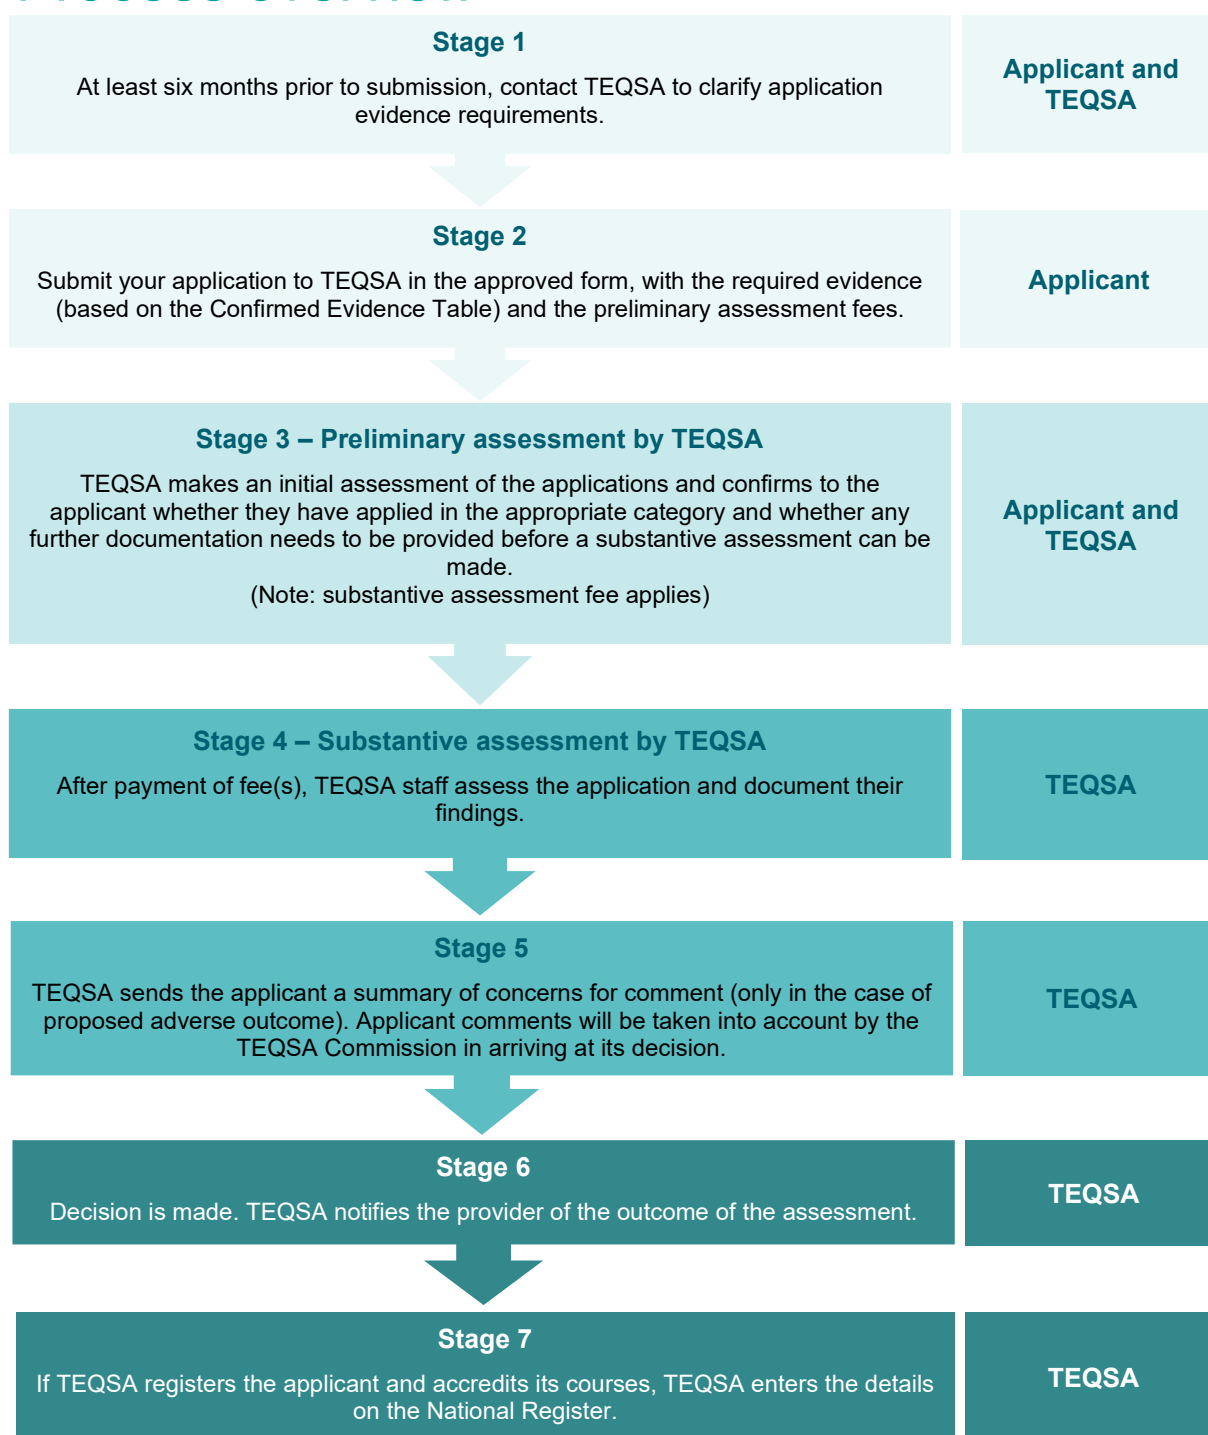 Stage 1
At least six months prior to submission, contact TEQSA to clarify application
evidence requirements.
Applicant and
TEQSA
Stage 2
Submit your application to TEQSA in the approved form, with the required evidence
(based on the Confirmed Evidence Table) and the preliminary assessment fees.
Applicant
Stage 3 – Preliminary assessment by TEQSA
TEQSA makes an initial assessment of the applications and confirms to the
applicant whether they have applied in the appropriate category and whether any
further documentation needs to be provided before a substantive assessment can be
made.
(Note: substantive assessment fee applies)
Applicant and
TEQSA
Stage 4 – Substantive assessment by TEQSA
After payment of fee(s), TEQSA staff assess the application and document their
findings.
TEQSA
Stage 5
TEQSA sends the applicant a summary of concerns for comment (only in the case of
proposed adverse outcome). Applicant comments will be taken into account by the
TEQSA Commission in arriving at its decision.
TEQSA
Stage 6
Decision is made. TEQSA notifies the provider of the outcome of the assessment.
TEQSA
Stage 7
If TEQSA registers the applicant and accredits its courses, TEQSA enters the details
on the National Register.
TEQSA